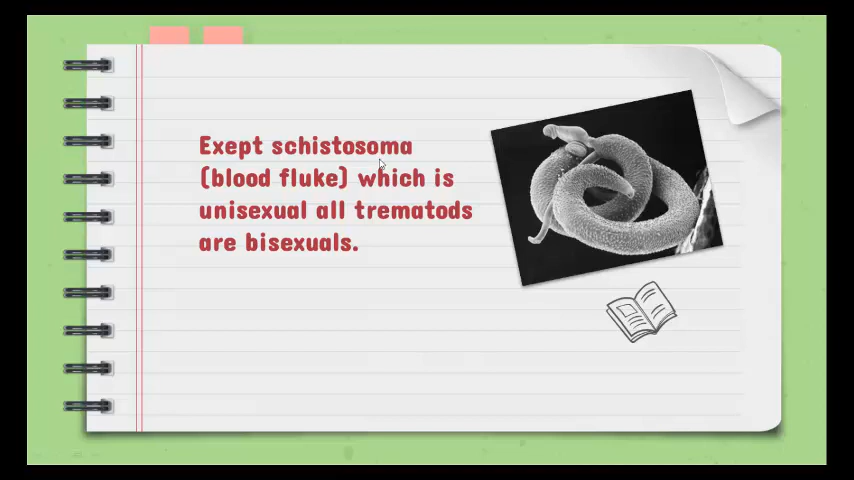 Exept schistosoma
(blood fluke) which is
unisexual all trematods
are bisexuals.